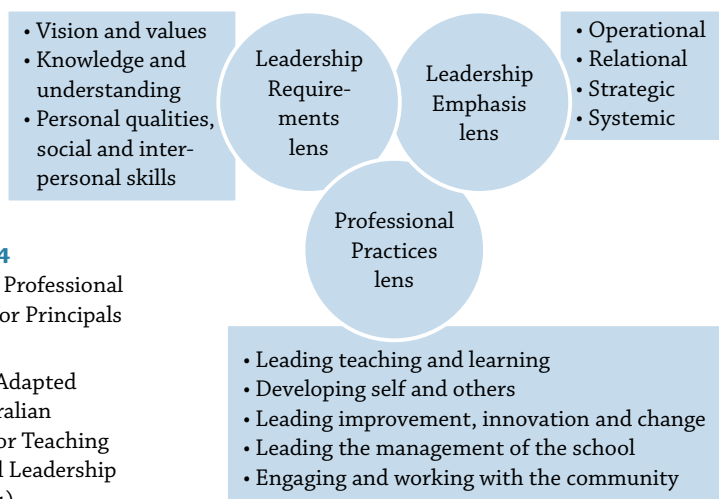 • Vision and values
• Knowledge and
understanding
• Personal qualities,
social and inter-
personal skills
Leadership
Require-
ments
lens
Leadership
Emphasis
lens
• Operational
• Relational
• Strategic
• Systemic
Professional
Practices
lens
4
Professional
or Principals
Adapted
ralian
or Teaching
d Leadership
• Leading teaching and learning
• Developing self and others
• Leading improvement, innovation and change
• Leading the management of the school
• Engaging and working with the community